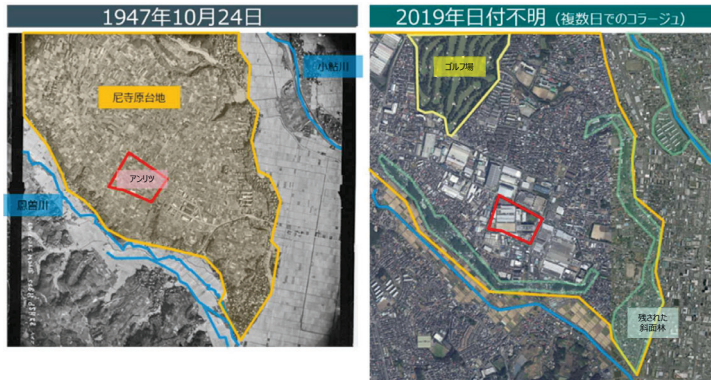 1947年10月24日
2019年日付不明（複数日でのコラージュ）
小鮎川
尼寺原台地
アンリツ
恩曽川
ゴルフ場
残された
斜面林